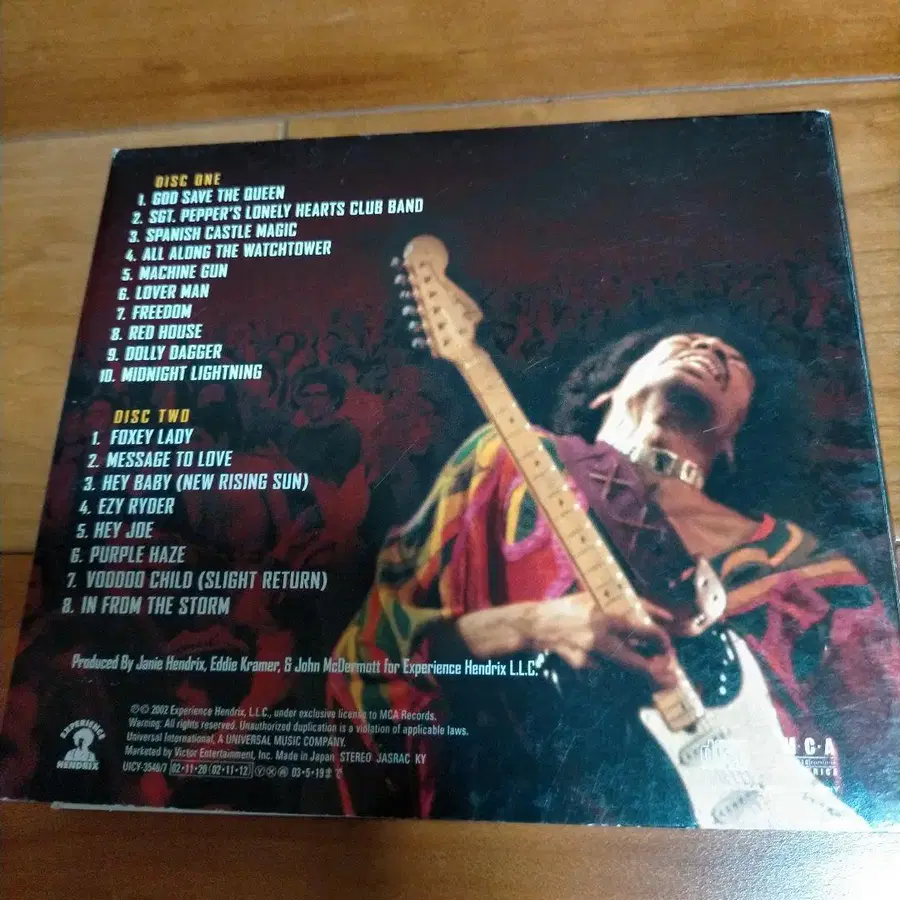 DISC ONE
1. GOD SAVE THE QUEEN
2. SGT. PEPPER'S LONELY HEARTS CLUB BAND
3. SPANISH CASTLE MAGIC
4. ALL ALONG THE WATCHTOWER
5. MACHINE GUN
6. LOVER MAN
7. FREEDOM
8. RED HOUSE
9. DOLLY DAGGER
10. MIDNIGHT LIGHTNING
DISC TWO
1. FOXEY LADY
2. MESSAGE TO LOVE
3. HEY BABY (NEW RISING SUN)
4. EZY RYDER
5. HEY JOE
6. PURPLE HAZE
7. VOODOO CHILD (SLIGHT RETURN)
8. IN FROM THE STORM
Produced By Janie Hendrix, Eddie Kramer, & John McDermott for Experience Hendrix L.L.C.
EXPERIENCE
HENDRIX
℗© 2002 Experience Hendrix, L.L.C., under exclusive license to MCA Records.
Warning: All rights reserved. Unauthorized duplication is a violation of applicable laws.
Universal International, A UNIVERSAL MUSIC COMPANY.
Marketed by Victor Entertainment, Inc. Made in Japan STEREO JASRAC KY
UICY-3548/7 02·11·20 (02·11·12) 03·5·19まで
M·C·A